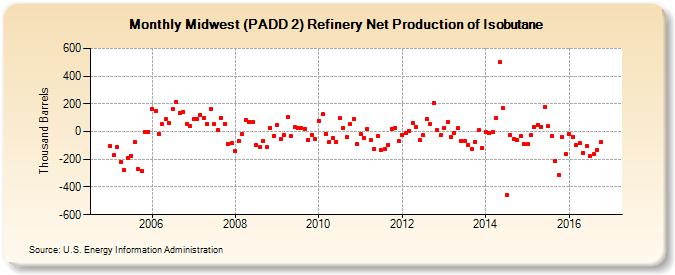 Monthly Midwest (PADD 2) Refinery Net Production of Isobutane
Thousand Barrels
600
400
200
0
-200
-400
-600
2006 2008 2010 2012 2014 2016
Source: U.S. Energy Information Administration